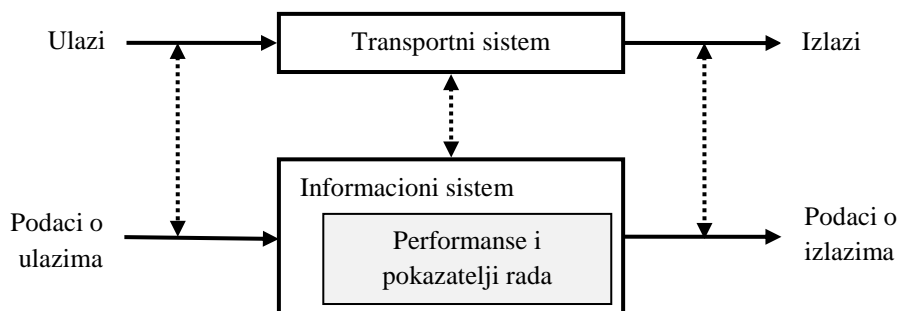 Ulazi
Transportni sistem
Izlazi
Informacioni sistem
Podaci o
ulazima
Performanse i
pokazatelji rada
Podaci o
izlazima